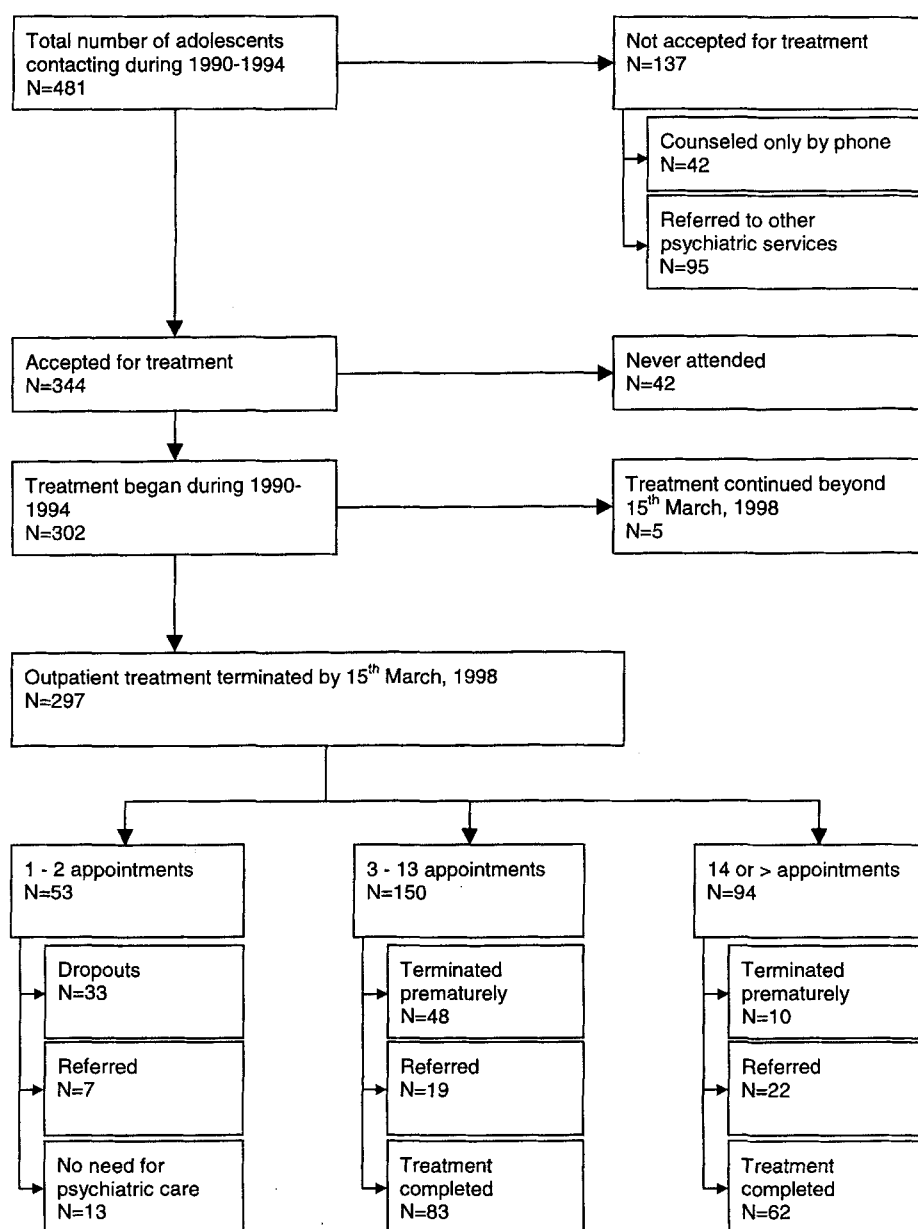 Total number of adolescents
contacting during 1990-1994
N=481
Not accepted for treatment
N=137
Counseled only by phone
N=42
Referred to other
psychiatric services
N=95
Accepted for treatment
N=344
Never attended
N=42
Treatment began during 1990-
1994
N=302
Treatment continued beyond
15th March, 1998
N=5
Outpatient treatment terminated by 15th March, 1998
N=297
1 - 2 appointments
N=53
Dropouts
N=33
Referred
N=7
No need for
psychiatric care
N=13
3 - 13 appointments
N=150
Terminated
prematurely
N=48
Referred
N=19
Treatment
completed
N=83
14 or > appointments
N=94
Terminated
prematurely
N=10
Referred
N=22
Treatment
completed
N=62